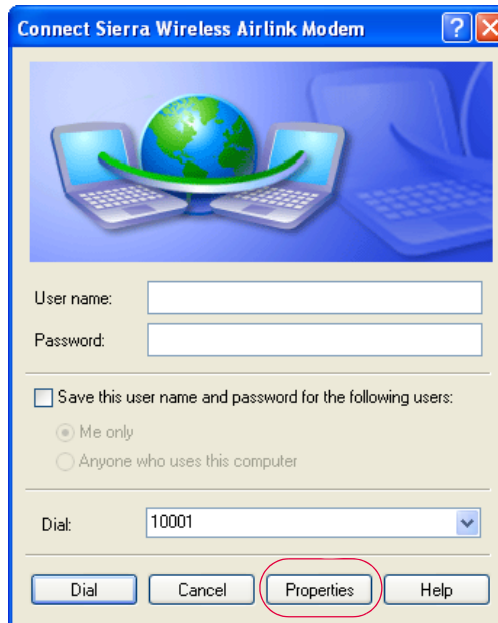 Connect Sierra Wireless Airlink Modem
User name:
Password:
Save this user name and password for the following users:
Me only
Anyone who uses this computer
Dial: 10001
Dial Cancel Properties Help